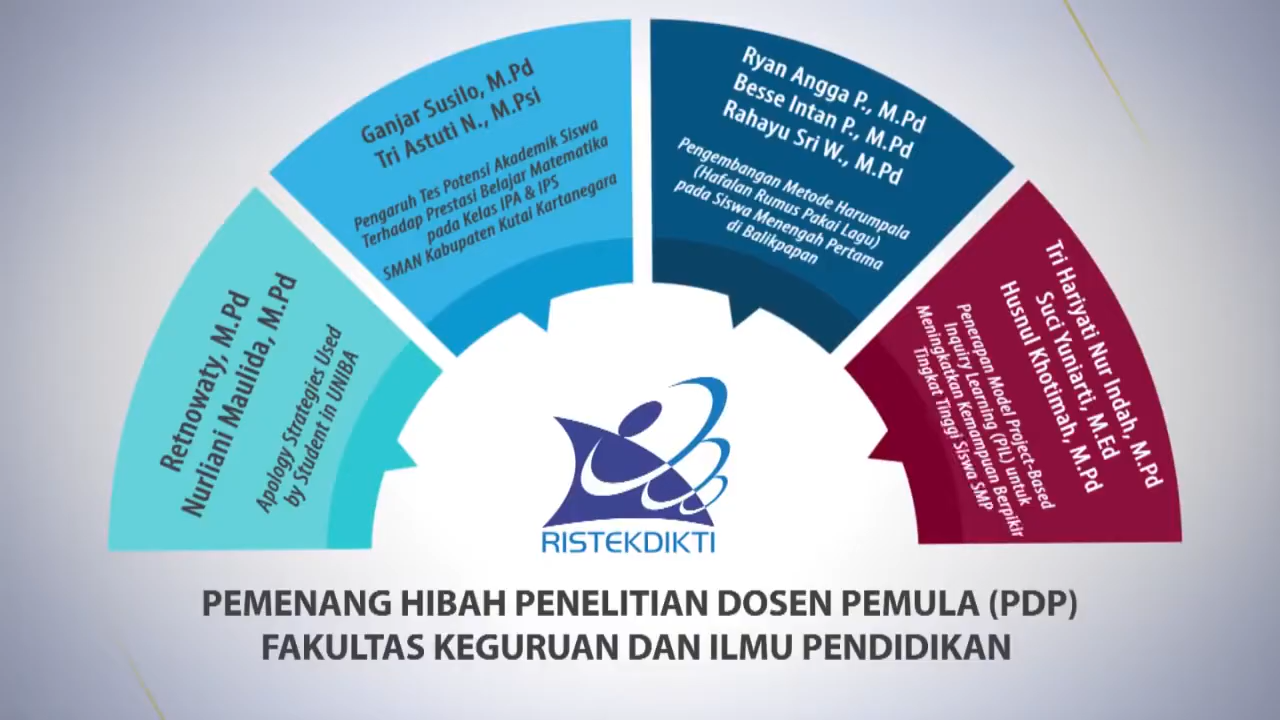 Retnowaty, M.Pd
Nurliani Maulida, M.Pd
Apology Strategies Used
by Student in UNIBA
Ganjar Susilo, M.Pd
Tri Astuti N., M.Psi
Pengaruh Tes Potensi Akademik Siswa
Terhadap Prestasi Belajar Matematika
pada Kelas IPA & IPS
SMAN Kabupaten Kutai Kartanegara
Ryan Angga P., M.Pd
Besse Intan P., M.Pd
Rahayu Sri W., M.Pd
Pengembangan Metode Harumpala
(Hafalan Rumus Pakai Lagu)
pada Siswa Menengah Pertama
di Balikpapan
Tri Hariyati Nur Indah, M.Pd
Suci Yuniarti, M.Ed
Husnul Khotimah, M.Pd
Penerapan Model Project-Based
Inquiry Learning (PIL) untuk
Meningkatkan Kemampuan Berpikir
Tingkat Tinggi Siswa SMP
RISTEKDIKTI
PEMENANG HIBAH PENELITIAN DOSEN PEMULA (PDP)
FAKULTAS KEGURUAN DAN ILMU PENDIDIKAN